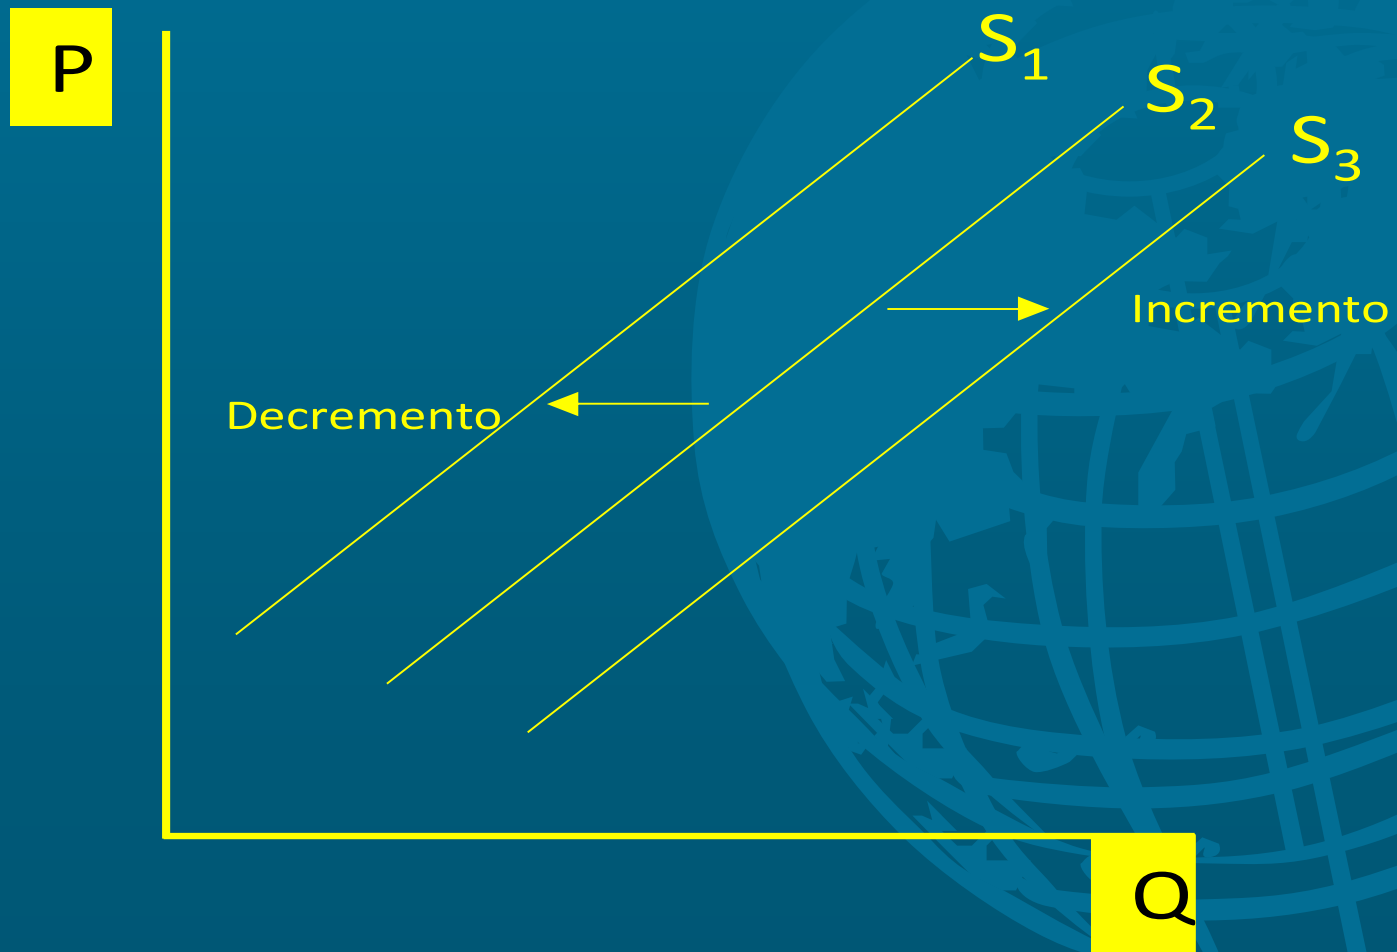 P
S₁
S₂
S₃
Incremento
Decremento
Q